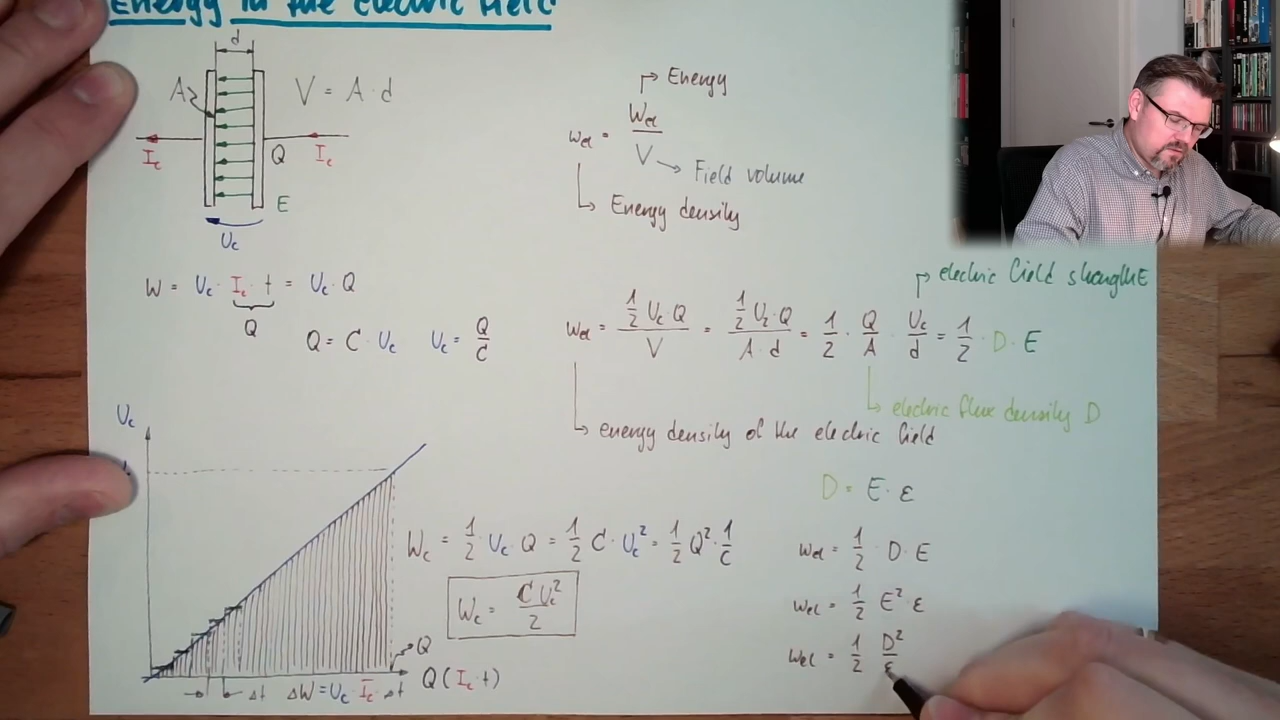 Energy in the electric field
d
A
V = A · d
I_c
Q
I_c
E
U_c
W = U_c · I_c · t = U_c · Q
Q
Q = C · U_c
U_c = Q/C
Energy
w_el = W_el / V
Field volume
Energy density
electric field strength E
w_el = (1/2 U_c · Q)/V = (1/2 U_c · Q)/(A · d) = 1/2 · Q/A · U_c/d = 1/2 · D · E
electric flux density D
energy density of the electric field
U_c
W_c = 1/2 U_c · Q = 1/2 C · U_c² = 1/2 Q² · 1/C
W_c = C U_c²/2
Q
Q (I_c · t)
Δt
ΔW = U_c · I_c · Δt
D = E · ε
w_el = 1/2 · D · E
w_el = 1/2 E² · ε
w_el = 1/2 D²/ε